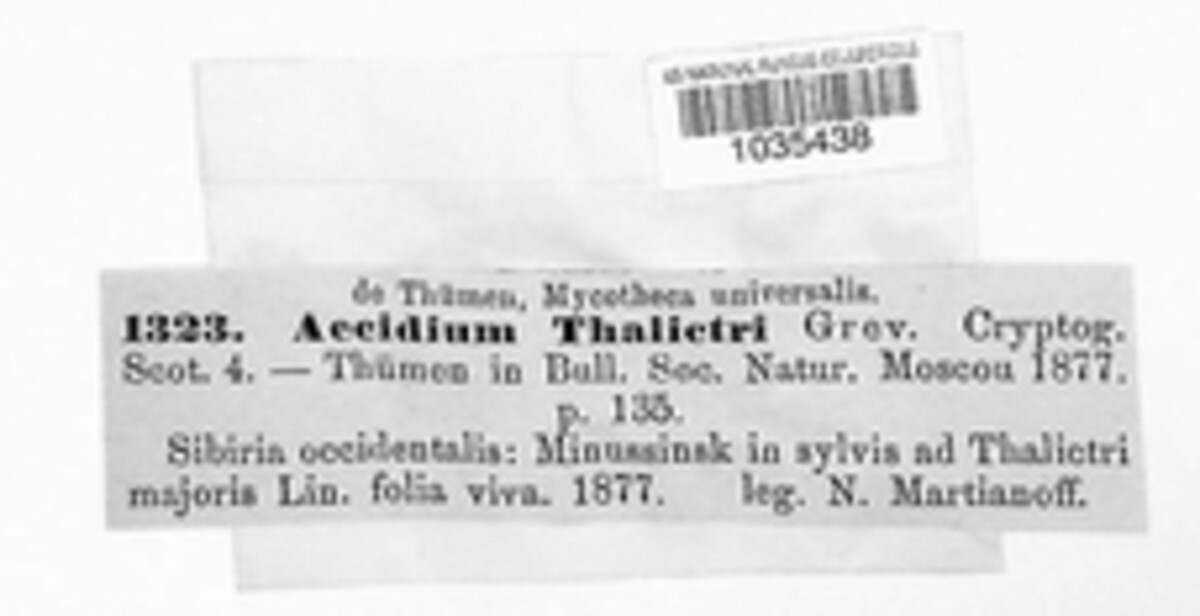 1035438
de Thümen, Mycotheca universalis.
1323. Aecidium Thalictri Grev. Cryptog.
Scot. 4. — Thümen in Bull. Soc. Natur. Moscou 1877.
p. 135.
Sibiria occidentalis: Minussinsk in sylvis ad Thalictri
majoris Lin. folia viva. 1877. leg. N. Martianoff.